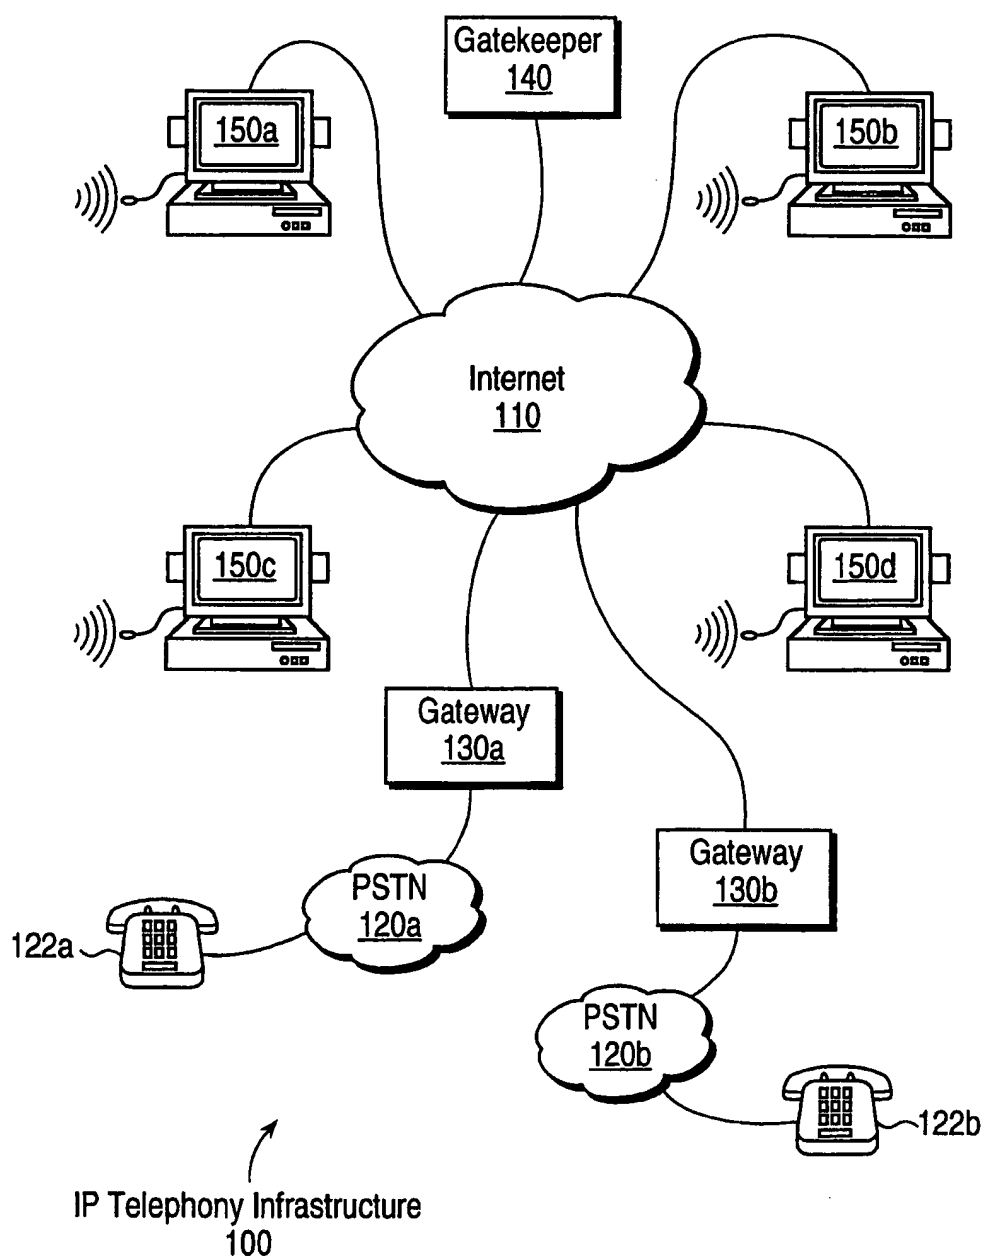 Gatekeeper
140
150a
150b
Internet
110
150c
150d
Gateway
130a
Gateway
130b
PSTN
120a
122a
PSTN
120b
122b
IP Telephony Infrastructure
100